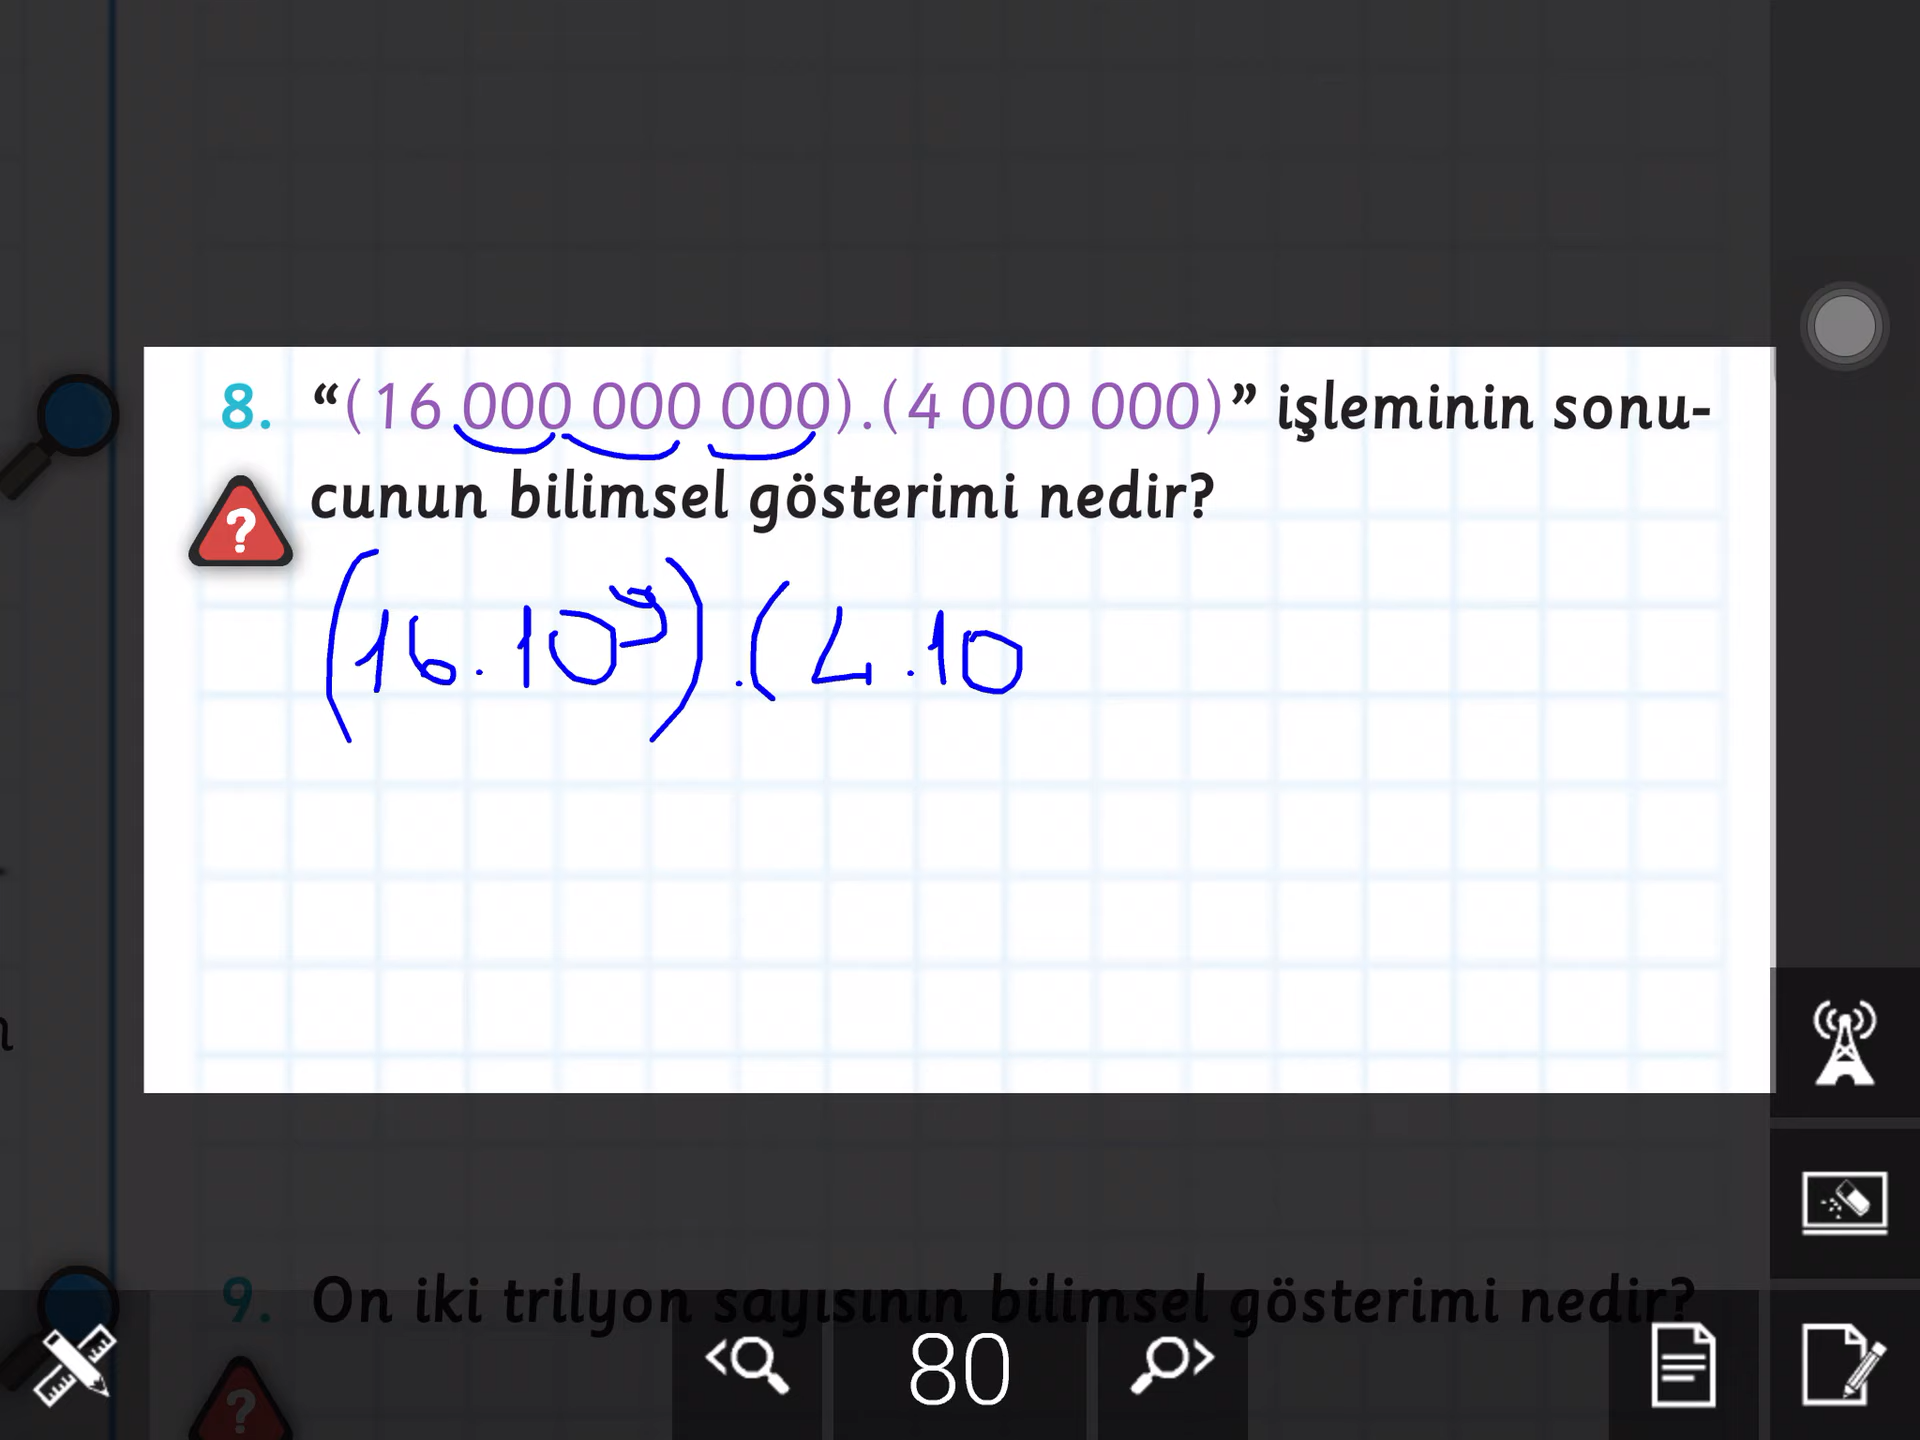 8. “(16 000 000 000).(4 000 000)” işleminin sonu-
cunun bilimsel gösterimi nedir?
?
(16.10⁹).(4.10
9. On iki trilyon sayısının bilimsel gösterimi nedir?
?
80